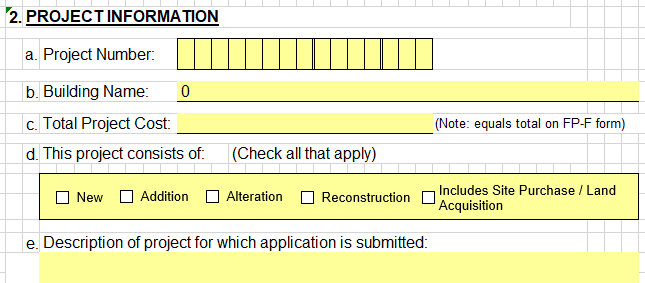 2. PROJECT INFORMATION
a. Project Number:
b. Building Name: 0
c. Total Project Cost: (Note: equals total on FP-F form)
d. This project consists of: (Check all that apply)
New Addition Alteration Reconstruction Includes Site Purchase / Land
Acquisition
e. Description of project for which application is submitted: